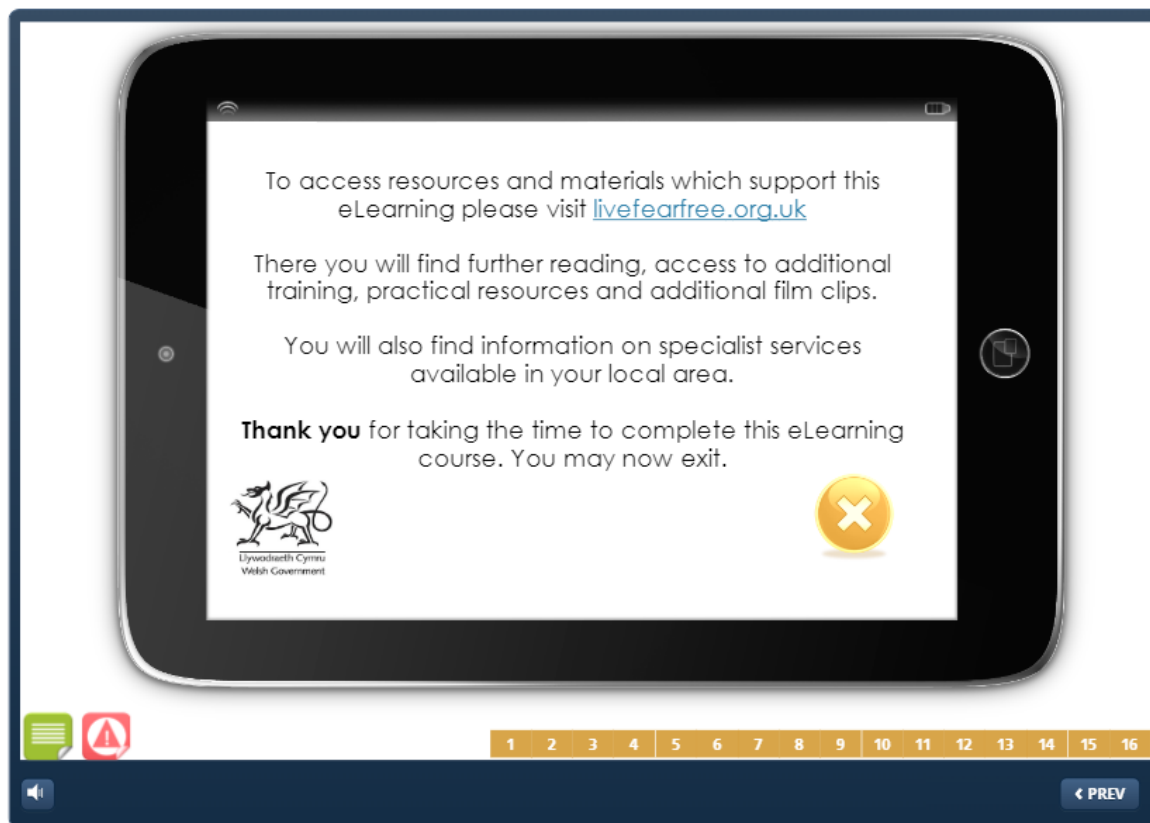 To access resources and materials which support this
eLearning please visit livefearfree.org.uk
There you will find further reading, access to additional
training, practical resources and additional film clips.
You will also find information on specialist services
available in your local area.
Thank you for taking the time to complete this eLearning
course. You may now exit.
Llywodraeth Cymru
Welsh Government
1 2 3 4 5 6 7 8 9 10 11 12 13 14 15 16
PREV